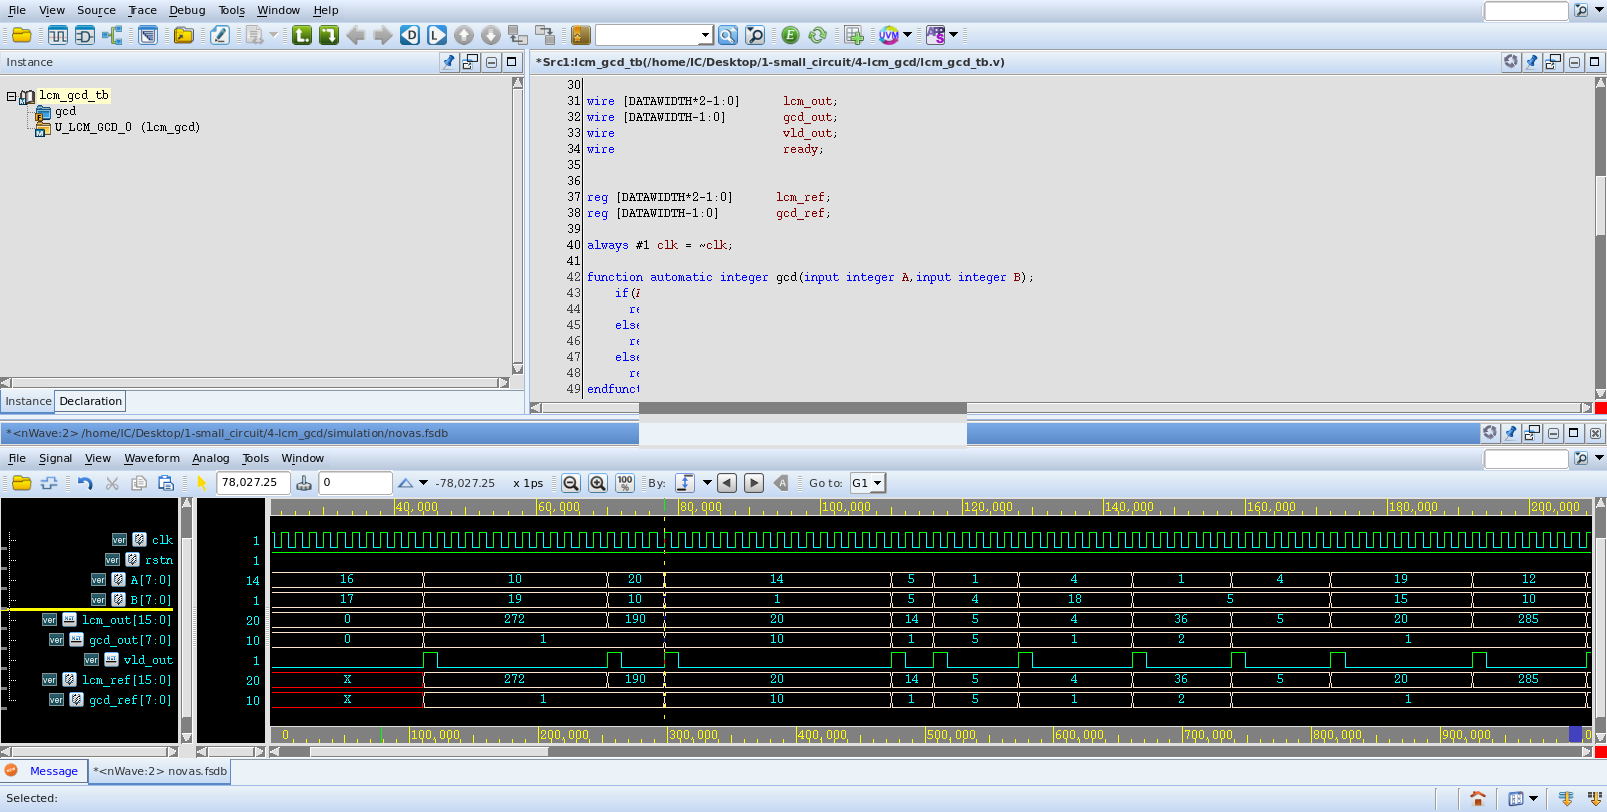 File View Source Trace Debug Tools Window Help
Instance
*Src1:lcm_gcd_tb(/home/IC/Desktop/1-small_circuit/4-lcm_gcd/lcm_gcd_tb.v)
lcm_gcd_tb
gcd
U_LCM_GCD_0 (lcm_gcd)
30
31 wire [DATAWIDTH*2-1:0] lcm_out;
32 wire [DATAWIDTH-1:0] gcd_out;
33 wire vld_out;
34 wire ready;
35
36
37 reg [DATAWIDTH*2-1:0] lcm_ref;
38 reg [DATAWIDTH-1:0] gcd_ref;
39
40 always #1 clk = ~clk;
41
42 function automatic integer gcd(input integer A,input integer B);
43 if(
44 re
45 else
46 re
47 else
48 re
49 endfunct
Instance Declaration
*<nWave:2> /home/IC/Desktop/1-small_circuit/4-lcm_gcd/simulation/novas.fsdb
File Signal View Waveform Analog Tools Window
78,027.25 0 -78,027.25 x 1ps 100% By: Go to: G1
40,000 60,000 80,000 100,000 120,000 140,000 160,000 180,000 200,000
ver clk 1
ver rstn 1
ver A[7:0] 14 16 10 20 14 5 1 4 1 4 19 12
ver B[7:0] 1 17 19 10 1 5 4 18 5 15 10
ver lcm_out[15:0] 20 0 272 190 20 14 5 4 36 5 20 285
ver gcd_out[7:0] 10 0 1 10 1 5 1 2 1
ver vld_out 1
ver lcm_ref[15:0] 20 X 272 190 20 14 5 4 36 5 20 285
ver gcd_ref[7:0] 10 X 1 10 1 5 1 2 1
0 100,000 200,000 300,000 400,000 500,000 600,000 700,000 800,000 900,000 0
Message *<nWave:2> novas.fsdb
Selected: